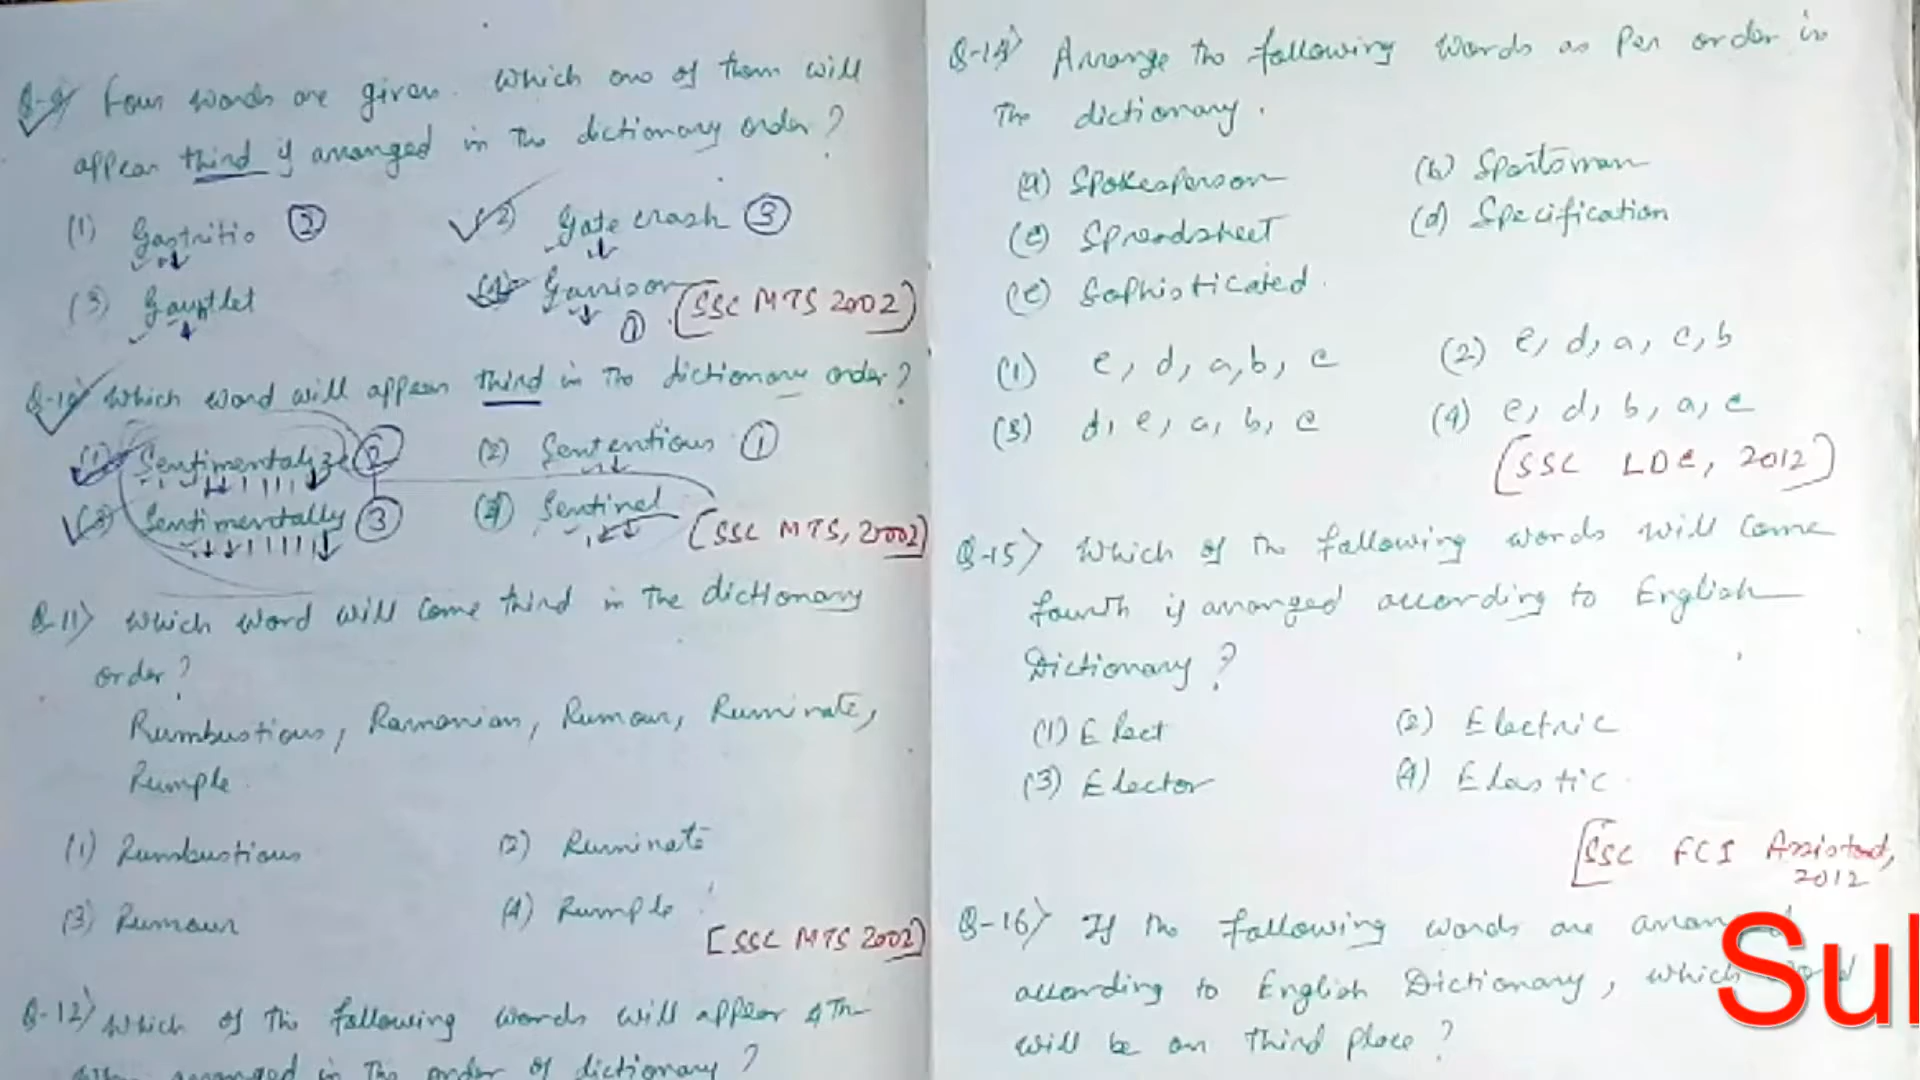 Q-9) Four words are given. Which one of them will
appear third if arranged in the dictionary order?
(1) Gastritis ②
(2) Gate crash ③
(3) Gauntlet
(4) Garrison ①
[SSC MTS 2002]
Q-10) Which word will appear third in the dictionary order?
(1) Sentimentalize ②
(2) Sententious ①
(3) Sentimentally ③
(4) Sentinel
[SSC MTS, 2002]
Q-11) Which word will come third in the dictionary
order?
Rumbustious, Ramanian, Rumour, Ruminate,
Rumple
(1) Rumbustious
(2) Ruminate
(3) Rumour
(4) Rumple
[SSC MTS 2002]
Q-12) Which of the following words will appear 4th
arranged in the order of dictionary?
Q-14) Arrange the following words as per order in
the dictionary.
(a) Spokesperson
(b) Sportsman
(c) Spreadsheet
(d) Specification
(e) Sophisticated
(1) e, d, a, b, c
(2) e, d, a, c, b
(3) d, e, a, b, c
(4) e, d, b, a, c
[SSC LDC, 2012]
Q-15) Which of the following words will come
fourth if arranged according to English
Dictionary?
(1) Elect
(2) Electric
(3) Elector
(4) Elastic
[SSC FCI Assistant,
2012
Q-16) If the following words are
according to English Dictionary, which
will be on third place?
Sul